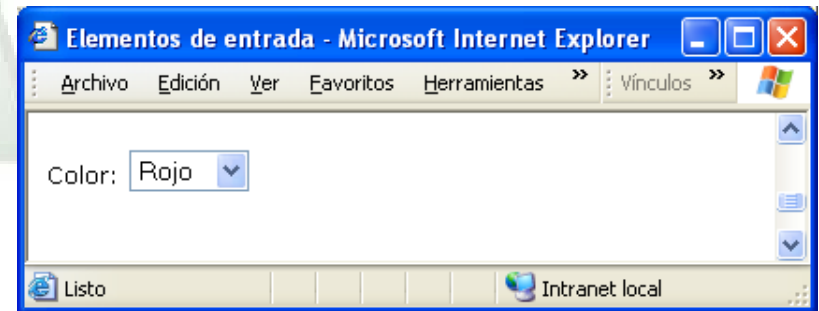 Elementos de entrada - Microsoft Internet Explorer
Archivo Edición Ver Favoritos Herramientas » Vínculos »
Color: Rojo
Listo Intranet local